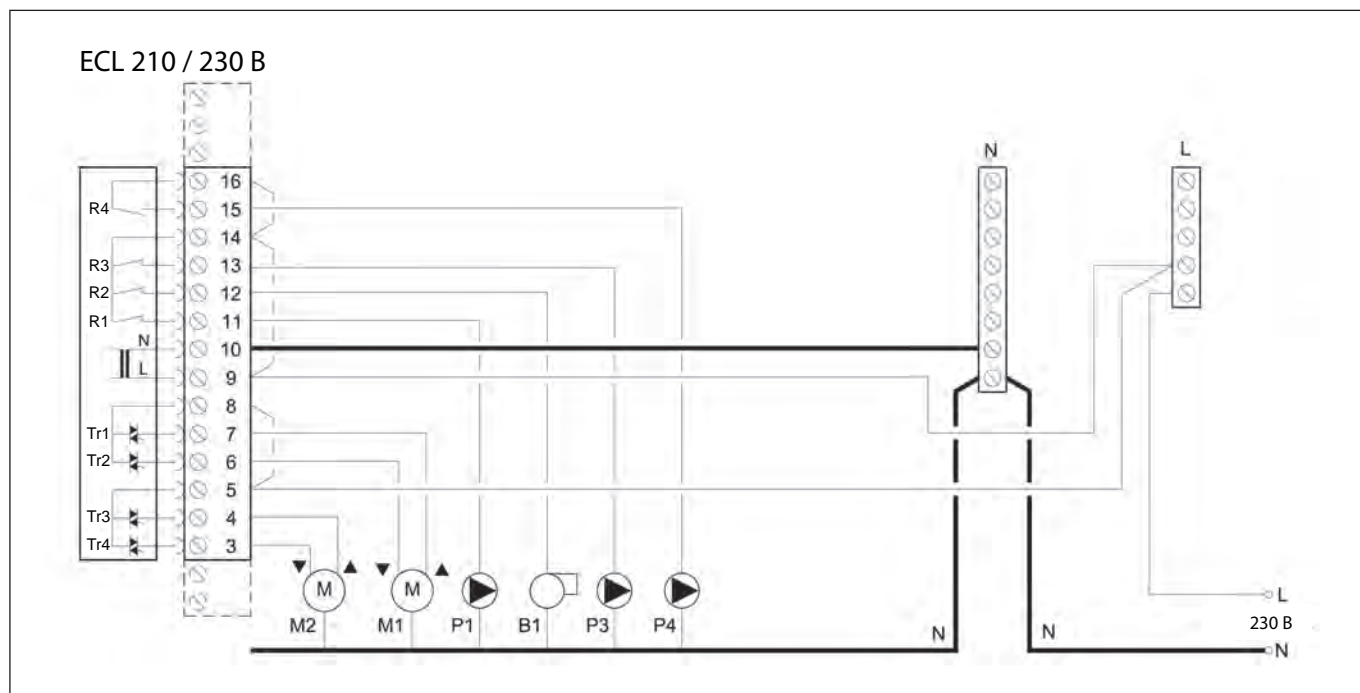 ECL 210 / 230 B
N L
16
R4 15
14
R3 13
R2 12
R1 11
N 10
L 9
8
Tr1 7
Tr2 6
5
Tr3 4
Tr4 3
M M
L
230 B
M2 M1 P1 B1 P3 P4 N N
N